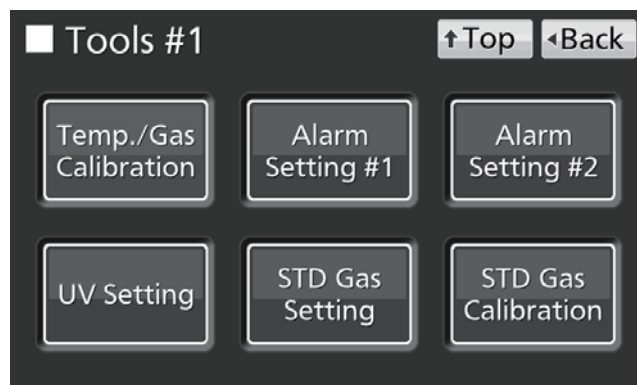 Tools #1
Top
Back
Temp./Gas
Calibration
Alarm
Setting #1
Alarm
Setting #2
UV Setting
STD Gas
Setting
STD Gas
Calibration